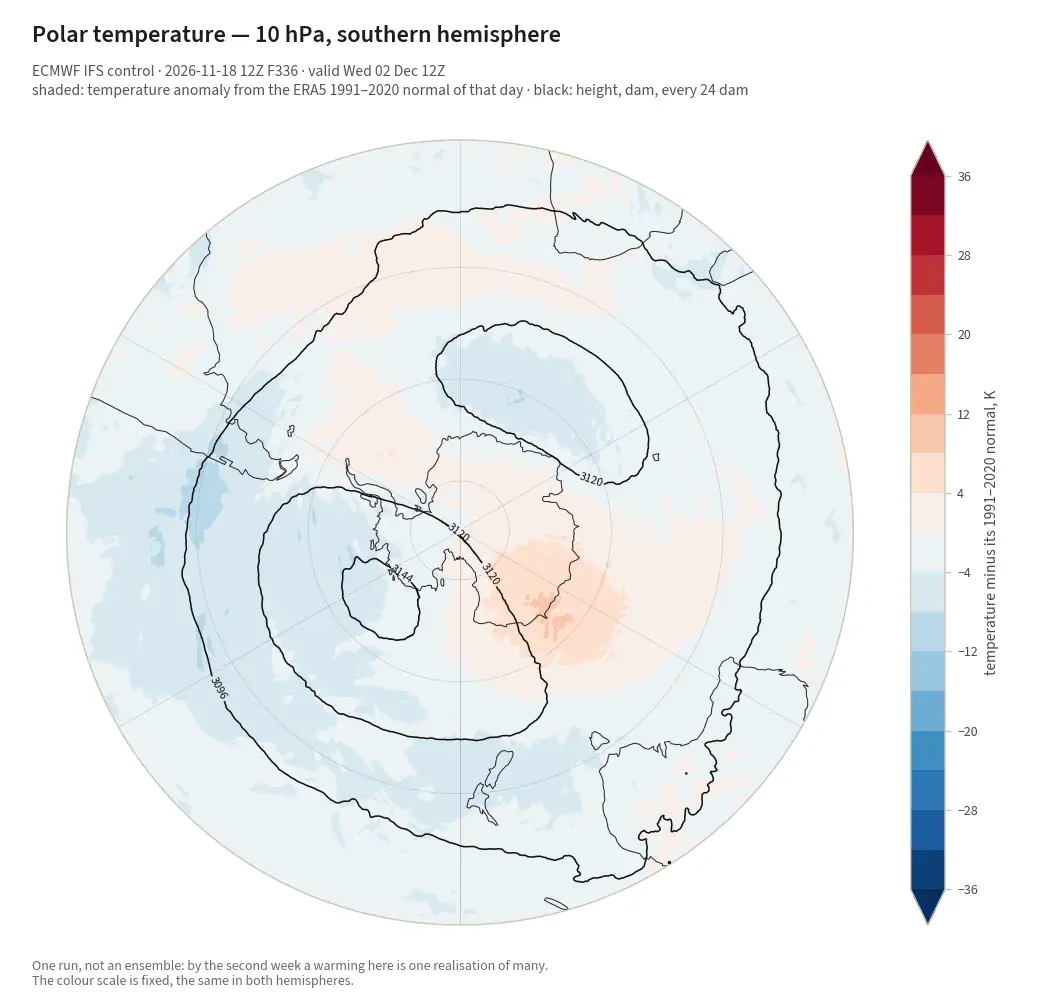 Polar temperature — 10 hPa, southern hemisphere
ECMWF IFS control · 2026-11-18 12Z F336 · valid Wed 02 Dec 12Z
shaded: temperature anomaly from the ERA5 1991–2020 normal of that day · black: height, dam, every 24 dam
36
28
20
12
4
−4
−12
−20
−28
−36
temperature minus its 1991–2020 normal, K
3120
3120
3120
3144
3096
One run, not an ensemble: by the second week a warming here is one realisation of many.
The colour scale is fixed, the same in both hemispheres.